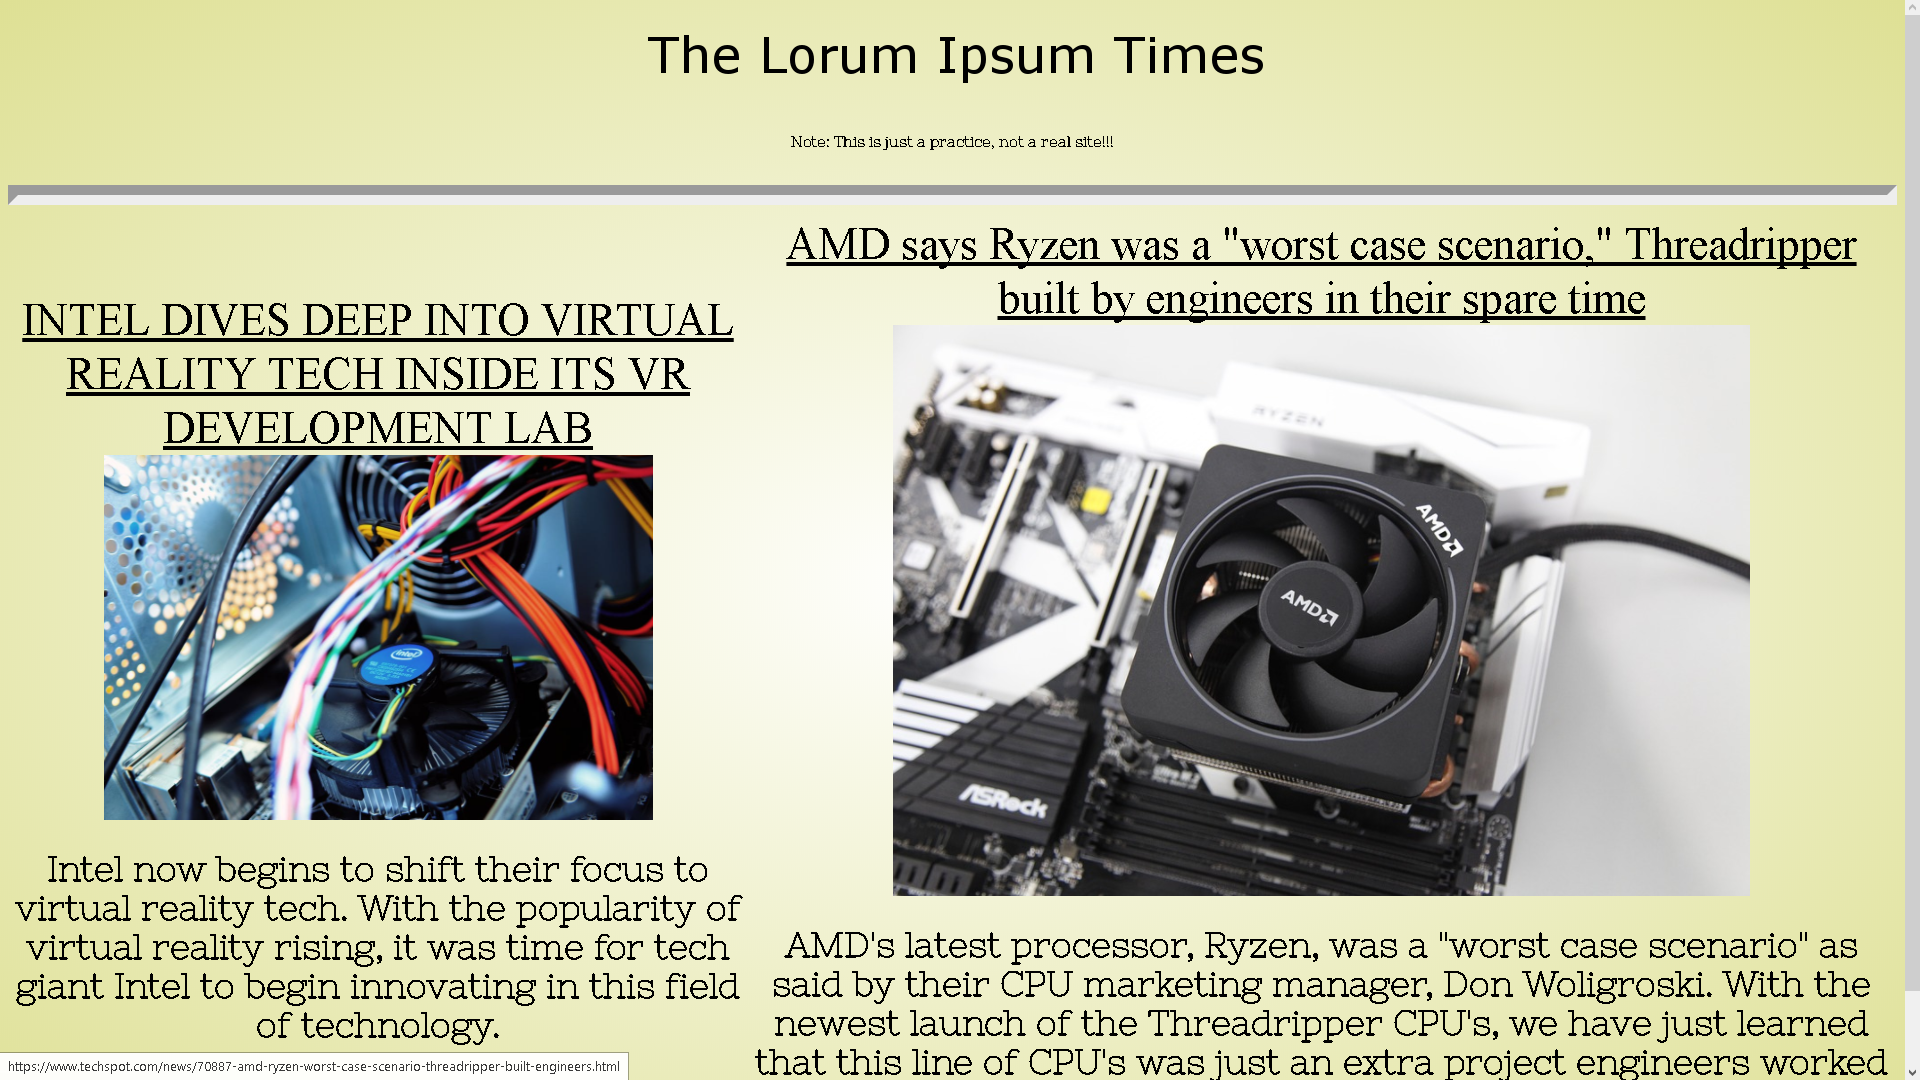 The Lorum Ipsum Times
Note: This is just a practice, not a real site!!!
INTEL DIVES DEEP INTO VIRTUAL
REALITY TECH INSIDE ITS VR
DEVELOPMENT LAB
intel
Intel now begins to shift their focus to
virtual reality tech. With the popularity of
virtual reality rising, it was time for tech
giant Intel to begin innovating in this field
of technology.
AMD says Ryzen was a "worst case scenario," Threadripper
built by engineers in their spare time
RYZEN
AMD
AMD
ASRock
AMD's latest processor, Ryzen, was a "worst case scenario" as
said by their CPU marketing manager, Don Woligroski. With the
newest launch of the Threadripper CPU's, we have just learned
that this line of CPU's was just an extra project engineers worked
https://www.techspot.com/news/70887-amd-ryzen-worst-case-scenario-threadripper-built-engineers.html